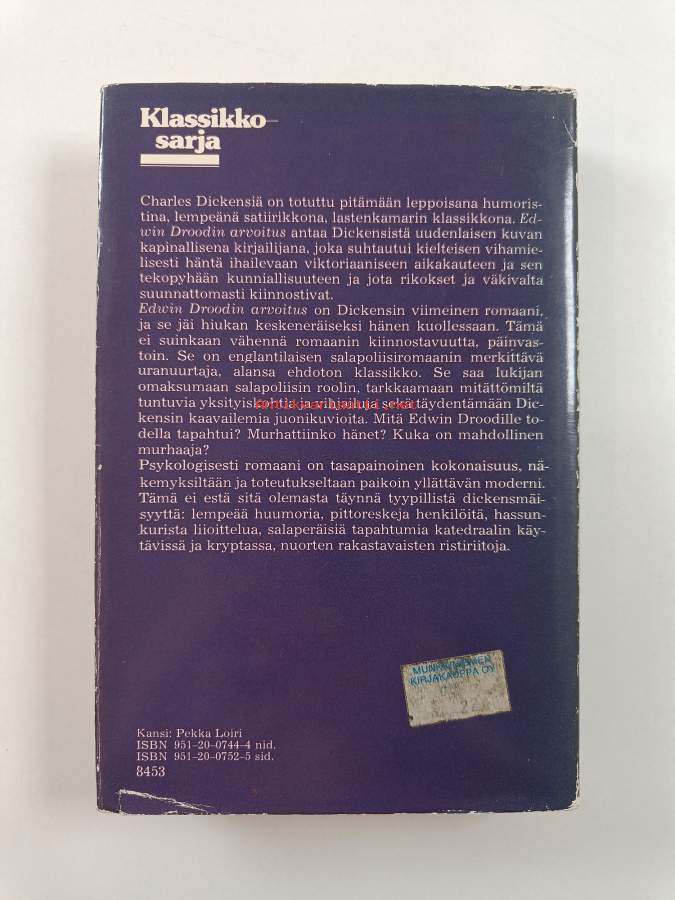 Klassikko-
sarja
Charles Dickensiä on totuttu pitämään leppoisana humoris-
tina, lempeänä satiirikkona, lastenkamarin klassikkona. Ed-
win Droodin arvoitus antaa Dickensistä uudenlaisen kuvan
kapinallisena kirjailijana, joka suhtautui kielteisen vihamie-
lisesti häntä ihailevaan viktoriaaniseen aikakauteen ja sen
tekopyhään kunniallisuuteen ja jota rikokset ja väkivalta
suunnattomasti kiinnostivat.
Edwin Droodin arvoitus on Dickensin viimeinen romaani,
ja se jäi hiukan keskeneräiseksi hänen kuollessaan. Tämä
ei suinkaan vähennä romaanin kiinnostavuutta, päinvas-
toin. Se on englantilaisen salapoliisiromaanin merkittävä
uranuurtaja, alansa ehdoton klassikko. Se saa lukijan
omaksumaan salapoliisin roolin, tarkkaamaan mitättömiltä
tuntuvia yksityiskohtia ja vihjailuja sekä täydentämään Dic-
kensin kaavailemia juonikuvioita. Mitä Edwin Droodille to-
della tapahtui? Murhattiinko hänet? Kuka on mahdollinen
murhaaja?
Psykologisesti romaani on tasapainoinen kokonaisuus, nä-
kemyksiltään ja toteutukseltaan paikoin yllättävän moderni.
Tämä ei estä sitä olemasta täynnä tyypillistä dickensmäi-
syyttä: lempeää huumoria, pittoreskeja henkilöitä, hassun-
kurista liioittelua, salaperäisiä tapahtumia katedraalin käy-
tävissä ja kryptassa, nuorten rakastavaisten ristiriitoja.
MUNKKINIEMEN
KIRJAKAUPPA OY
Kansi: Pekka Loiri
ISBN 951-20-0744-4 nid.
ISBN 951-20-0752-5 sid.
8453